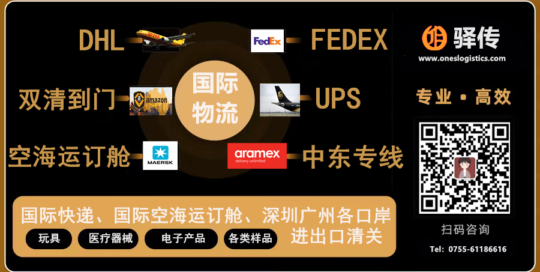 DHL
FedEx
FEDEX
驿传
www.oneslogistics.com
双清到门
amazon
国际
物流
UPS
专业·高效
空海运订舱
MAERSK
aramex
delivery unlimited
中东专线
国际快递、国际空海运订舱、深圳广州各口岸
玩具
医疗器械
电子产品
各类样品
进出口清关
扫码咨询
Tel: 0755-61186616